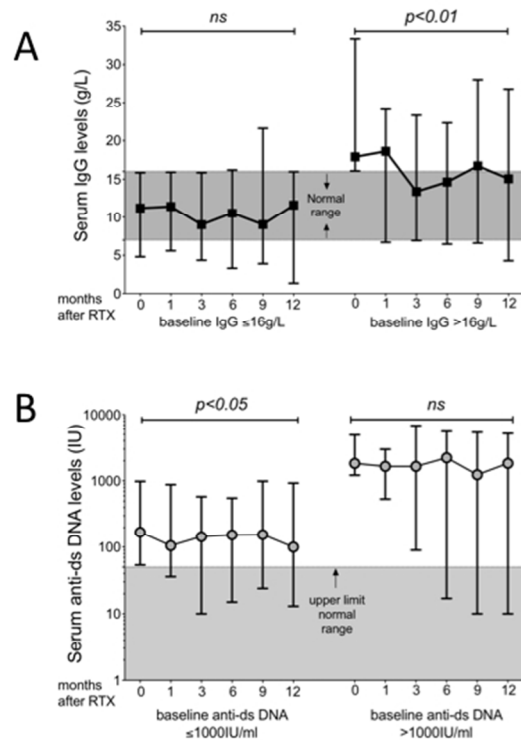 A
ns
p<0.01
Serum IgG levels (g/L)
35
30
25
20
15
10
5
0
Normal
range
months
after RTX
0 1 3 6 9 12
0 1 3 6 9 12
baseline IgG ≤16g/L
baseline IgG >16g/L
B
p<0.05
ns
Serum anti-ds DNA levels (IU)
10000
1000
100
10
1
upper limit
normal
range
months
after RTX
0 1 3 6 9 12
0 1 3 6 9 12
baseline anti-ds DNA
≤1000IU/ml
baseline anti-ds DNA
>1000IU/ml